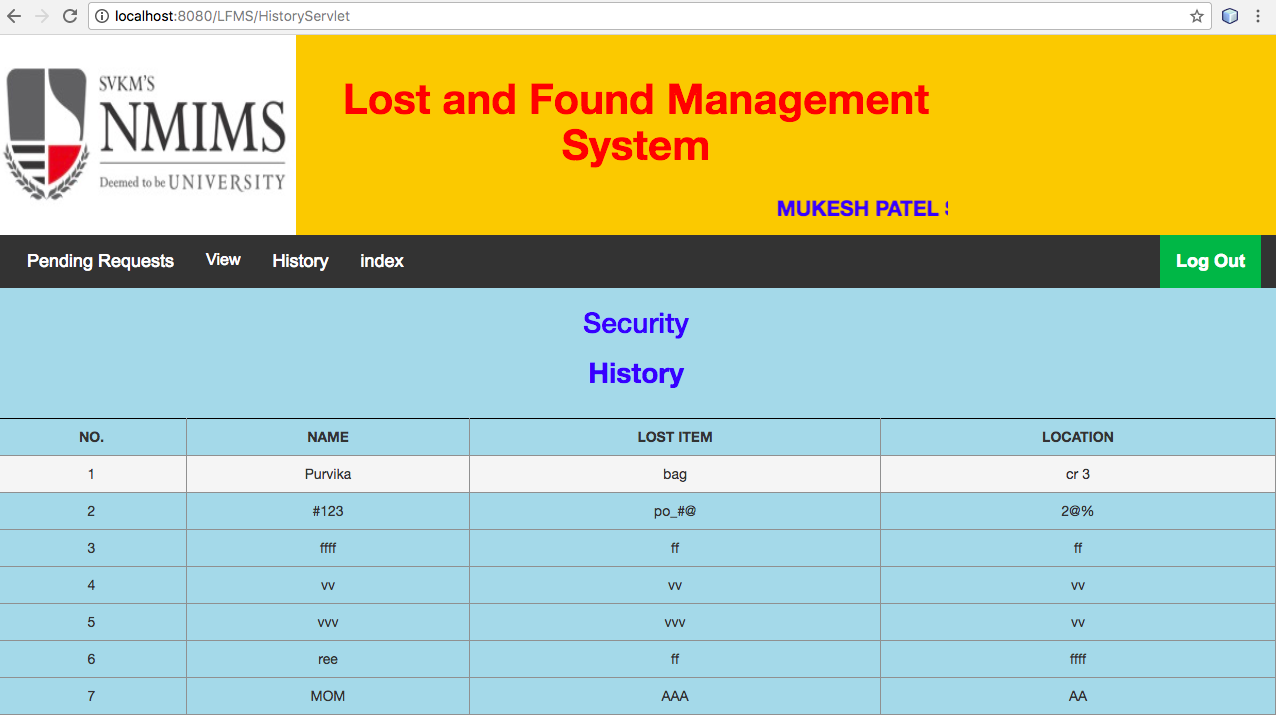 localhost:8080/LFMS/HistoryServlet
SVKM'S
NMIMS
Deemed to be UNIVERSITY
Lost and Found Management
System
MUKESH PATEL
Pending Requests View History index Log Out
Security
History
NO. NAME LOST ITEM LOCATION
1 Purvika bag cr 3
2 #123 po_#@ 2@%
3 ffff ff ff
4 vv vv vv
5 vvv vvv vv
6 ree ff ffff
7 MOM AAA AA